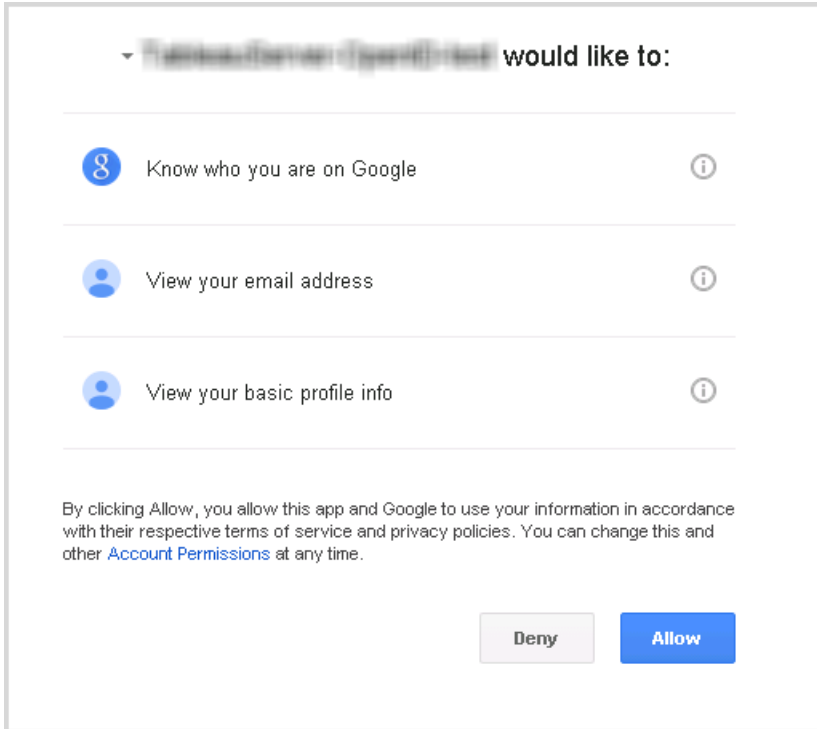 would like to:
8 Know who you are on Google
View your email address
View your basic profile info
By clicking Allow, you allow this app and Google to use your information in accordance
with their respective terms of service and privacy policies. You can change this and
other Account Permissions at any time.
Deny Allow